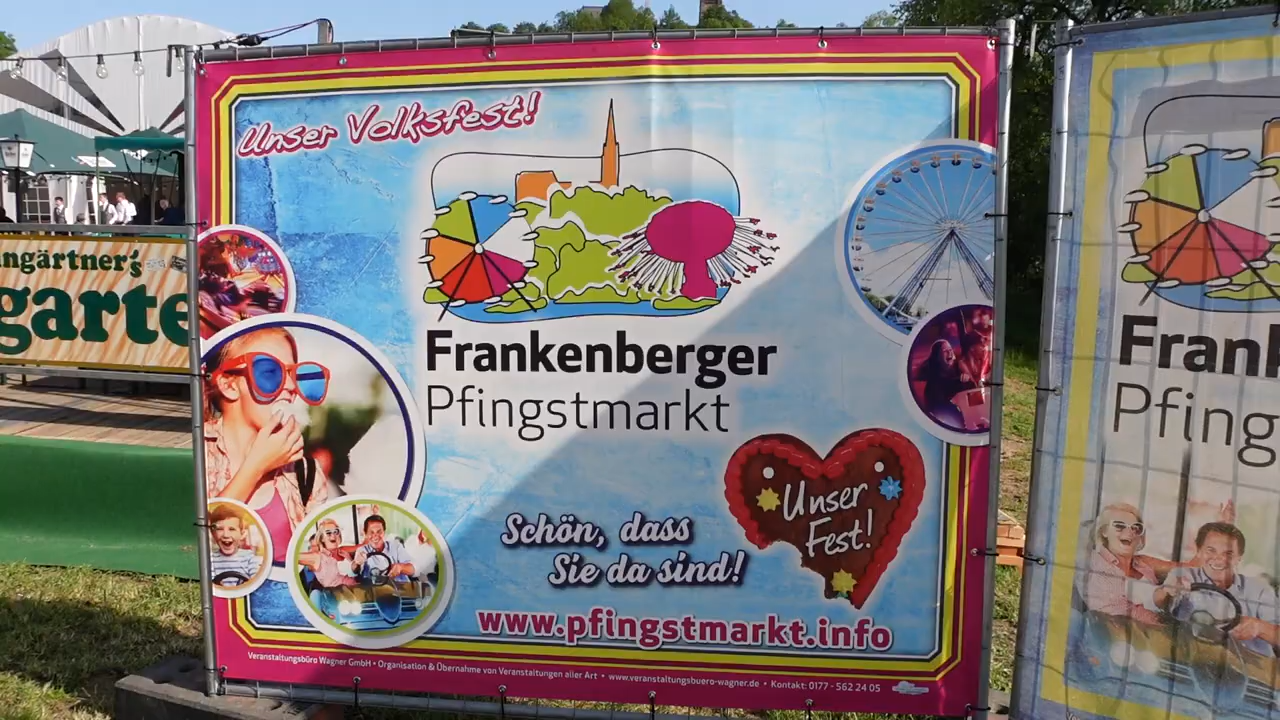 Unser Volksfest!
ngärtner's
garte
Frankenberger
Pfingstmarkt
Unser
Fest!
Schön, dass
Sie da sind!
www.pfingstmarkt.info
Veranstaltungsbüro Wagner GmbH • Organisation & Übernahme von Veranstaltungen aller Art • www.veranstaltungsbuero-wagner.de • Kontakt: 0177 - 562 24 05
Frank
Pfings